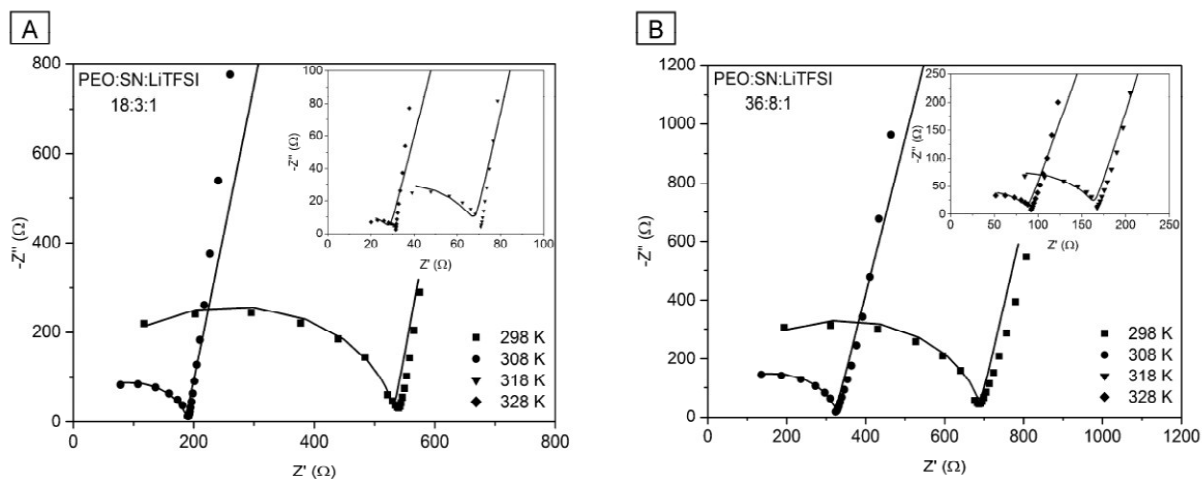 A
PEO:SN:LiTFSI
18:3:1
800
600
400
200
0
-Z'' (Ω)
0 200 400 600 800
Z' (Ω)
100
80
60
40
20
0
-Z'' (Ω)
0 20 40 60 80 100
Z' (Ω)
298 K
308 K
318 K
328 K
B
PEO:SN:LiTFSI
36:8:1
1200
1000
800
600
400
200
0
-Z'' (Ω)
0 200 400 600 800 1000 1200
Z' (Ω)
250
200
150
100
50
0
-Z'' (Ω)
0 50 100 150 200 250
Z' (Ω)
298 K
308 K
318 K
328 K